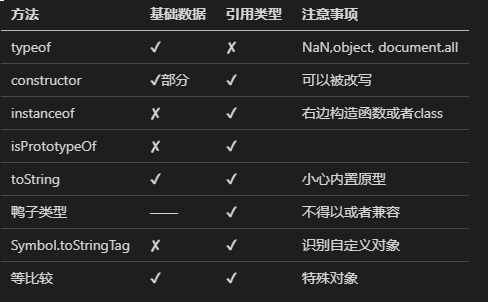 方法 基础数据 引用类型 注意事项
typeof ✓ ✗ NaN,object, document.all
constructor ✓部分 ✓ 可以被改写
instanceof ✗ ✓ 右边构造函数或者class
isPrototypeOf ✗ ✓
toString ✓ ✓ 小心内置原型
鸭子类型 —— ✓ 不得以或者兼容
Symbol.toStringTag ✗ ✓ 识别自定义对象
等比较 ✓ ✓ 特殊对象